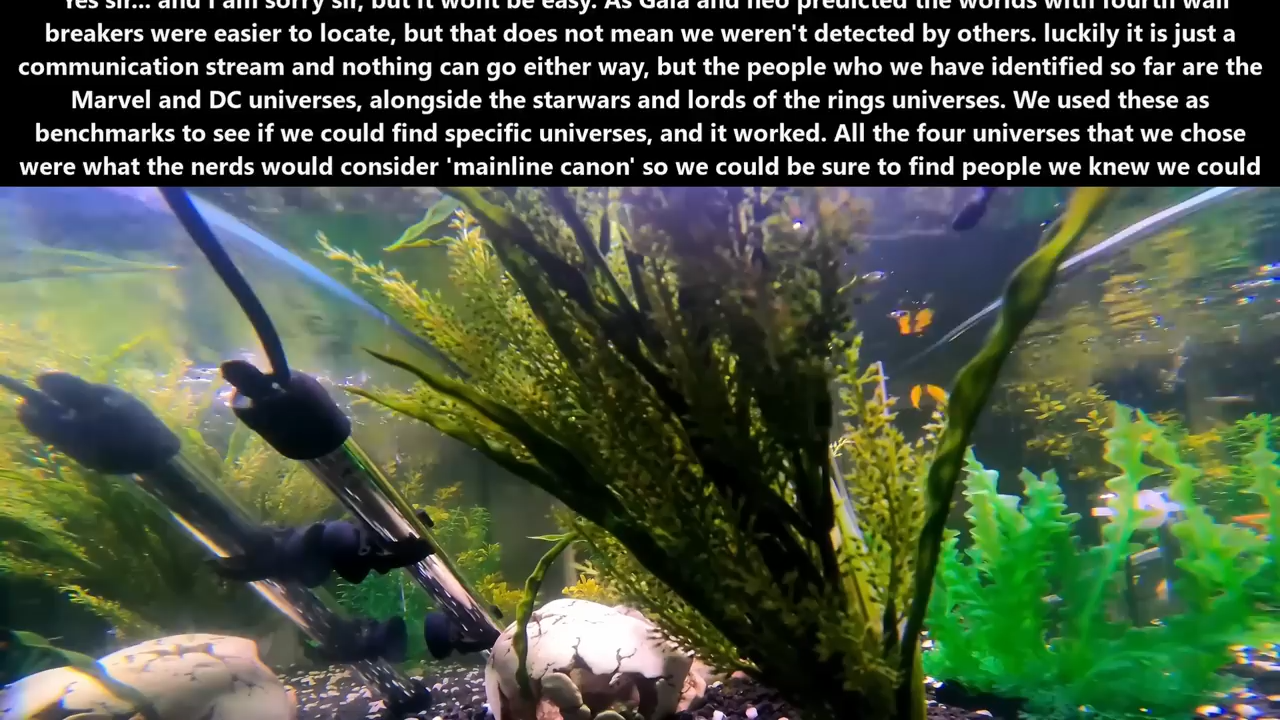 Yes sir... and I am sorry sir, but it wont be easy. As Gaia and neo predicted the worlds with fourth wall
breakers were easier to locate, but that does not mean we weren't detected by others. luckily it is just a
communication stream and nothing can go either way, but the people who we have identified so far are the
Marvel and DC universes, alongside the starwars and lords of the rings universes. We used these as
benchmarks to see if we could find specific universes, and it worked. All the four universes that we chose
were what the nerds would consider 'mainline canon' so we could be sure to find people we knew we could